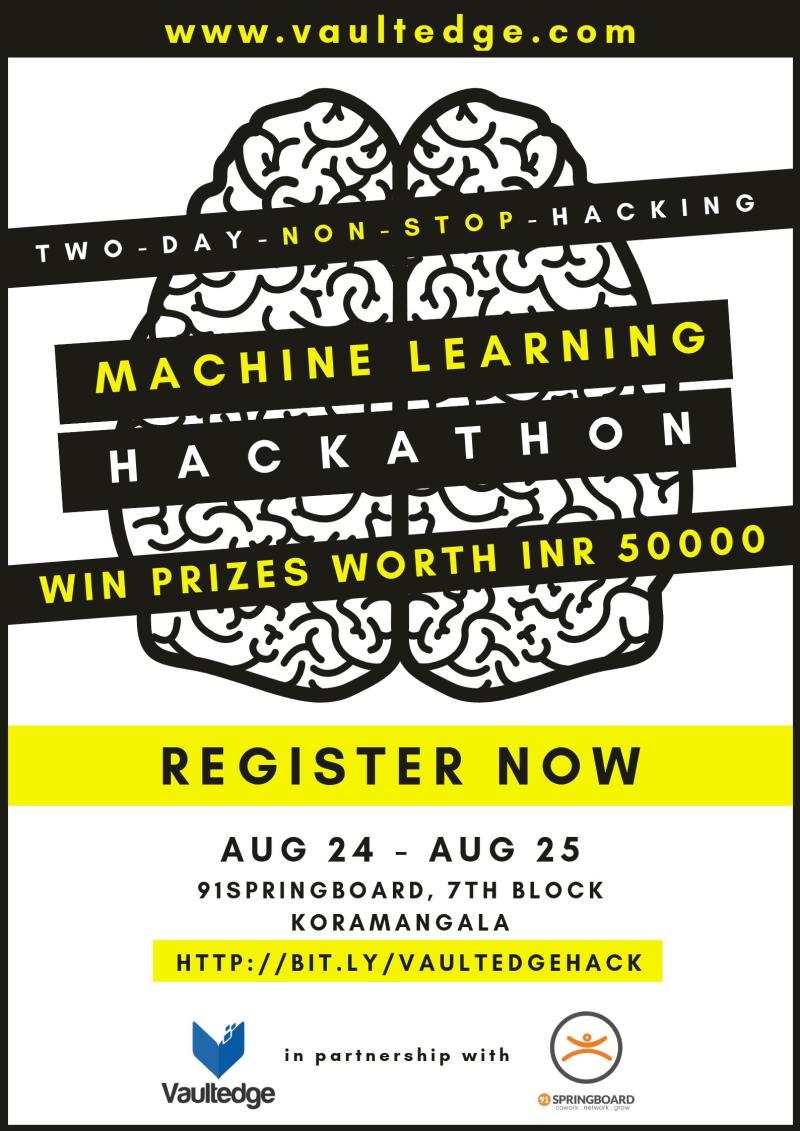 www.vaultedge.com
TWO-DAY-NON-STOP-HACKING
MACHINE LEARNING
HACKATHON
WIN PRIZES WORTH INR 50000
REGISTER NOW
AUG 24 - AUG 25
91SPRINGBOARD, 7TH BLOCK
KORAMANGALA
HTTP://BIT.LY/VAULTEDGEHACK
in partnership with
Vaultedge
91 SPRINGBOARD
cowork . network . grow